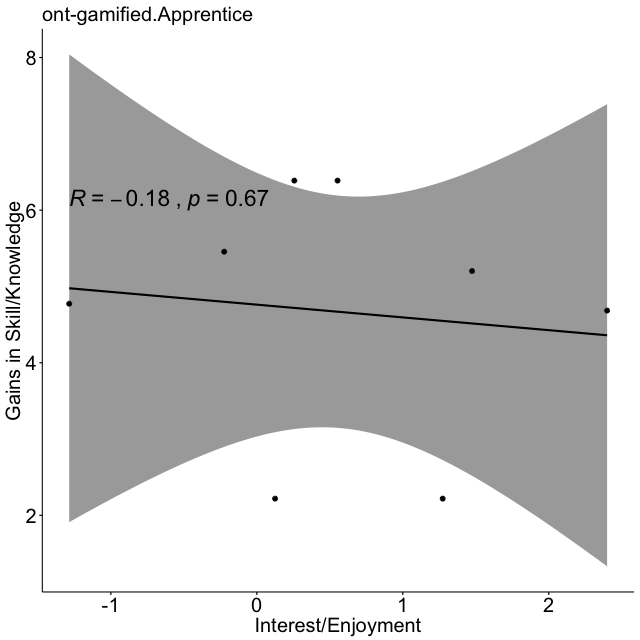 ont-gamified.Apprentice
8
R = −0.18 , p = 0.67
6
4
2
Gains in Skill/Knowledge
-1 0 1 2
Interest/Enjoyment